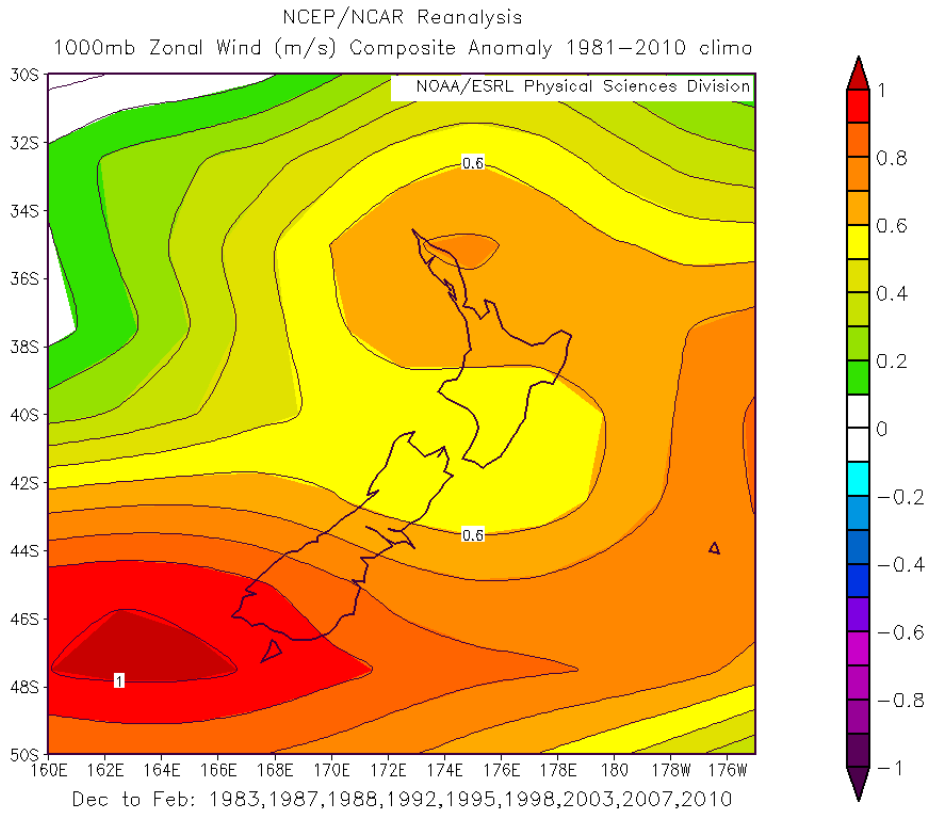 NCEP/NCAR Reanalysis
1000mb Zonal Wind (m/s) Composite Anomaly 1981−2010 climo
NOAA/ESRL Physical Sciences Division
30S
32S
34S
36S
38S
40S
42S
44S
46S
48S
50S
0.6
0.6
1
160E 162E 164E 166E 168E 170E 172E 174E 176E 178E 180 178W 176W
Dec to Feb: 1983,1987,1988,1992,1995,1998,2003,2007,2010
1
0.8
0.6
0.4
0.2
0
−0.2
−0.4
−0.6
−0.8
−1